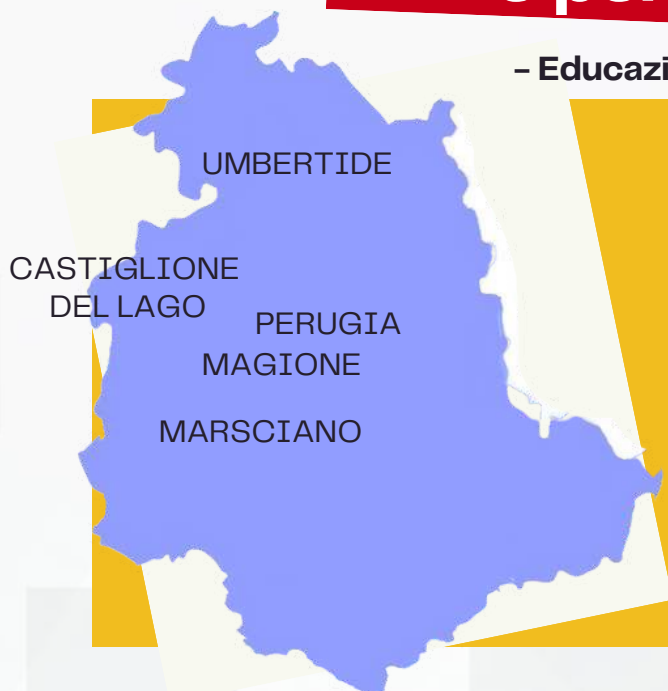 – Educazi
UMBERTIDE
CASTIGLIONE
DEL LAGO
PERUGIA
MAGIONE
MARSCIANO